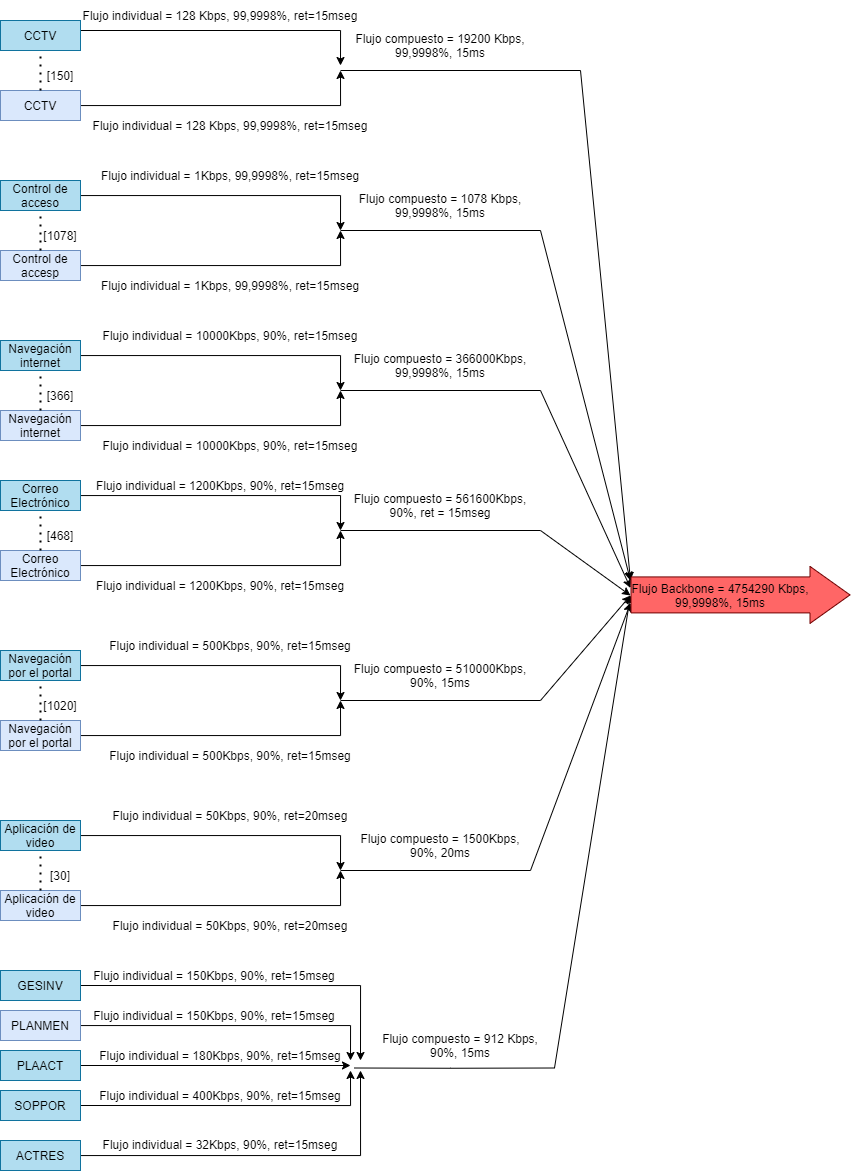 Flujo individual = 128 Kbps, 99,9998%, ret=15mseg
CCTV
Flujo compuesto = 19200 Kbps,
99,9998%, 15ms
[150]
CCTV
Flujo individual = 128 Kbps, 99,9998%, ret=15mseg
Flujo individual = 1Kbps, 99,9998%, ret=15mseg
Control de
acceso
Flujo compuesto = 1078 Kbps,
99,9998%, 15ms
[1078]
Control de
accesp
Flujo individual = 1Kbps, 99,9998%, ret=15mseg
Flujo individual = 10000Kbps, 90%, ret=15mseg
Navegación
internet
Flujo compuesto = 366000Kbps,
99,9998%, 15ms
[366]
Navegación
internet
Flujo individual = 10000Kbps, 90%, ret=15mseg
Flujo individual = 1200Kbps, 90%, ret=15mseg
Correo
Electrónico
Flujo compuesto = 561600Kbps,
90%, ret = 15mseg
[468]
Correo
Electrónico
Flujo individual = 1200Kbps, 90%, ret=15mseg
Flujo Backbone = 4754290 Kbps,
99,9998%, 15ms
Flujo individual = 500Kbps, 90%, ret=15mseg
Navegación
por el portal
Flujo compuesto = 510000Kbps,
90%, 15ms
[1020]
Navegación
por el portal
Flujo individual = 500Kbps, 90%, ret=15mseg
Flujo individual = 50Kbps, 90%, ret=20mseg
Aplicación de
video
Flujo compuesto = 1500Kbps,
90%, 20ms
[30]
Aplicación de
video
Flujo individual = 50Kbps, 90%, ret=20mseg
Flujo individual = 150Kbps, 90%, ret=15mseg
GESINV
Flujo individual = 150Kbps, 90%, ret=15mseg
PLANMEN
Flujo compuesto = 912 Kbps,
90%, 15ms
Flujo individual = 180Kbps, 90%, ret=15mseg
PLAACT
Flujo individual = 400Kbps, 90%, ret=15mseg
SOPPOR
Flujo individual = 32Kbps, 90%, ret=15mseg
ACTRES